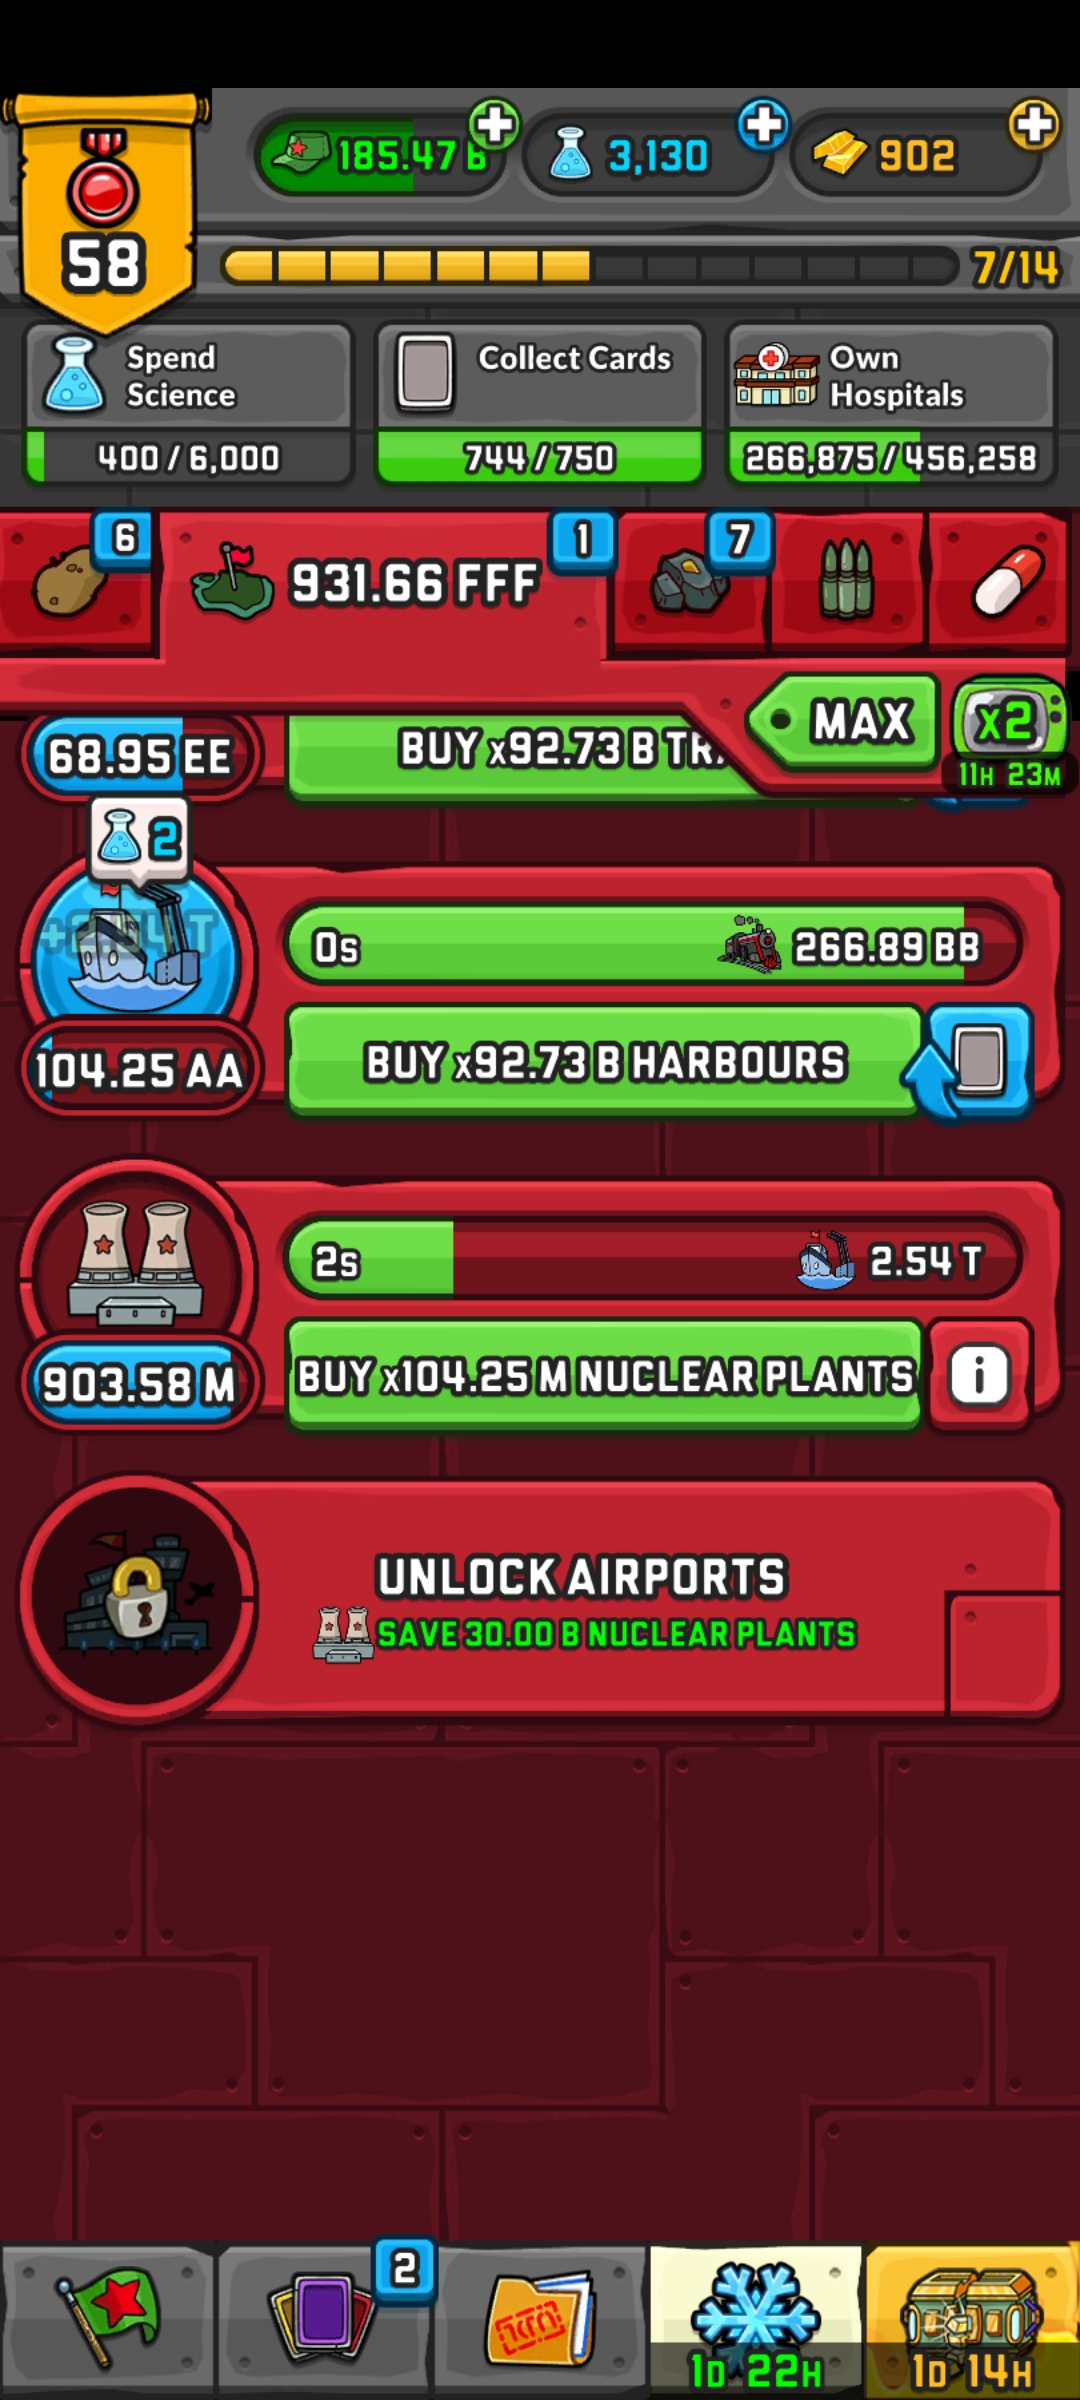 185.47 B
3,130
902
58
7/14
Spend
Science
400 / 6,000
Collect Cards
744 / 750
Own
Hospitals
266,875 / 456,258
6
931.66 FFF
1
7
MAX
x2
11H 23M
68.95 EE
BUY x92.73 B TR
2
0s
266.89 BB
104.25 AA
BUY x92.73 B HARBOURS
2s
2.54 T
903.58 M
BUY x104.25 M NUCLEAR PLANTS
i
UNLOCK AIRPORTS
SAVE 30.00 B NUCLEAR PLANTS
2
1D 22H
1D 14H